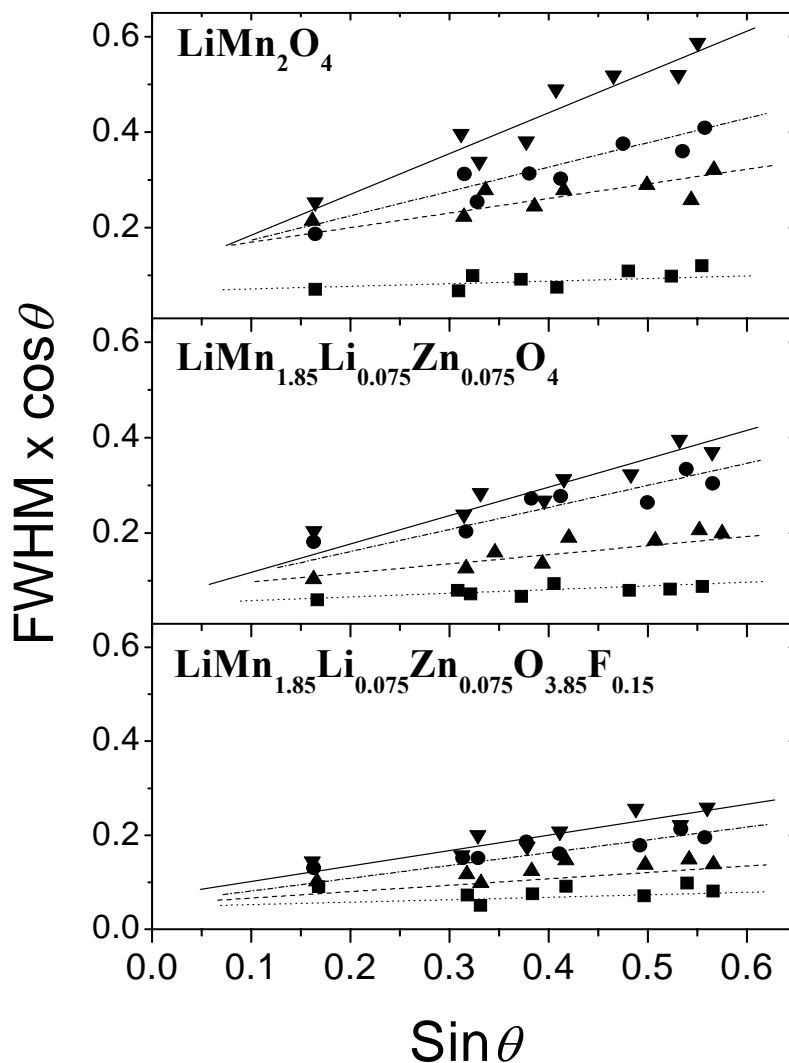 0.6
LiMn₂O₄
0.4
0.2
0.6
LiMn₁.₈₅Li₀.₀₇₅Zn₀.₀₇₅O₄
0.4
0.2
0.6
LiMn₁.₈₅Li₀.₀₇₅Zn₀.₀₇₅O₃.₈₅F₀.₁₅
0.4
0.2
0.0
FWHM x cosθ
0.0 0.1 0.2 0.3 0.4 0.5 0.6
Sinθ